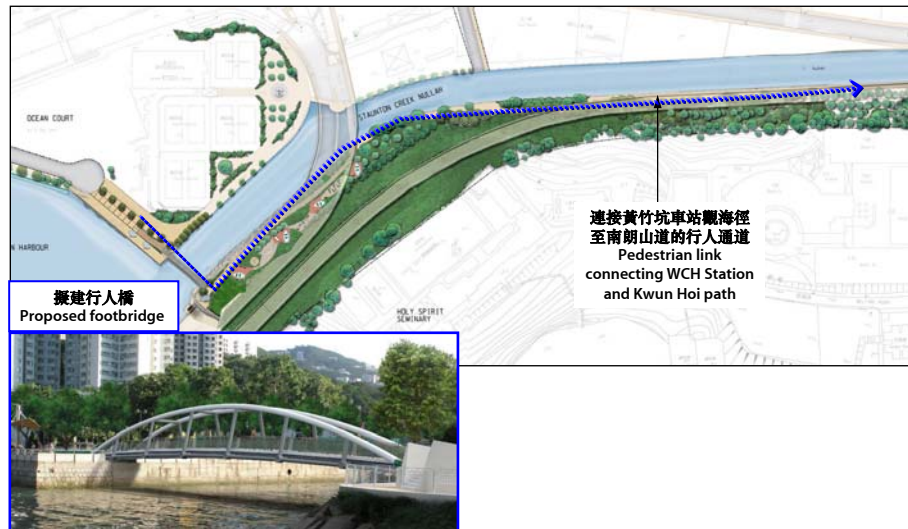 OCEAN COURT
STAUNTON CREEK NULLAH
N HARBOUR
HOLY SPIRIT
SEMINARY
連接黃竹坑車站觀海徑
至南朗山道的行人通道
Pedestrian link
connecting WCH Station
and Kwun Hoi path
擬建行人橋
Proposed footbridge